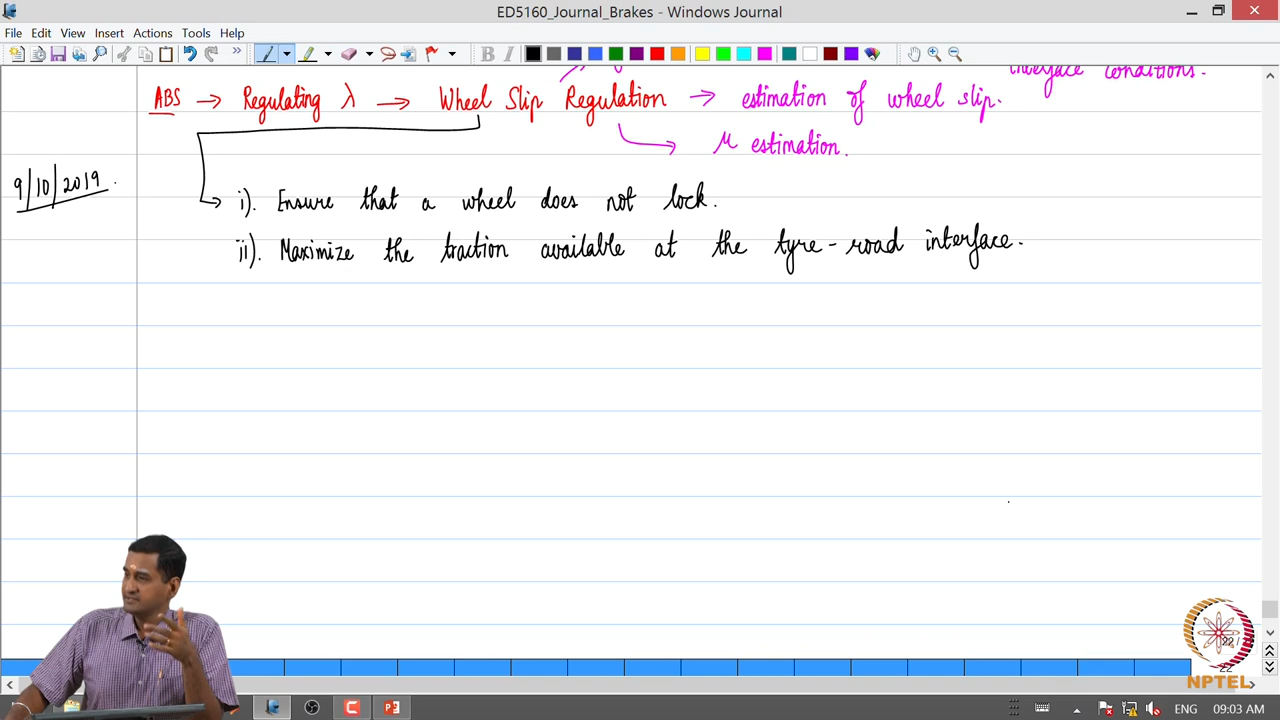 ED5160_Journal_Brakes - Windows Journal
File Edit View Insert Actions Tools Help
interface conditions.
ABS → Regulating λ → Wheel Slip Regulation → estimation of wheel slip.
μ estimation.
9/10/2019
i). Ensure that a wheel does not lock.
ii). Maximize the traction available at the tyre-road interface.
NPTEL
ENG 09:03 AM